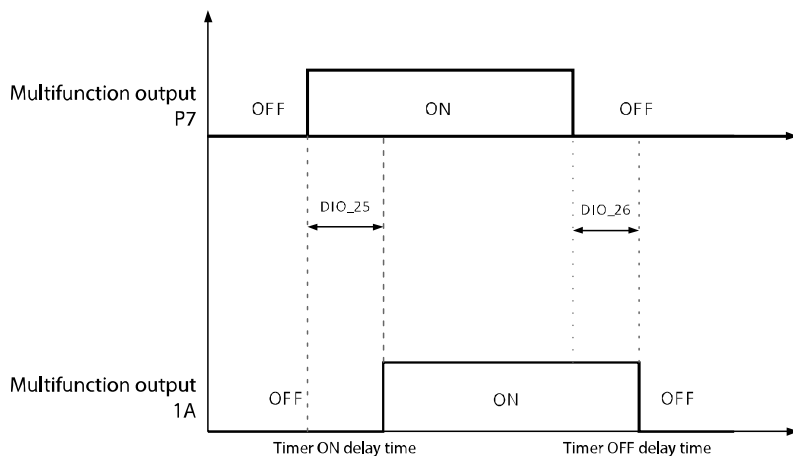 Multifunction output
P7
OFF
ON
OFF
DIO_25
DIO_26
Multifunction output
1A
OFF
ON
OFF
Timer ON delay time
Timer OFF delay time